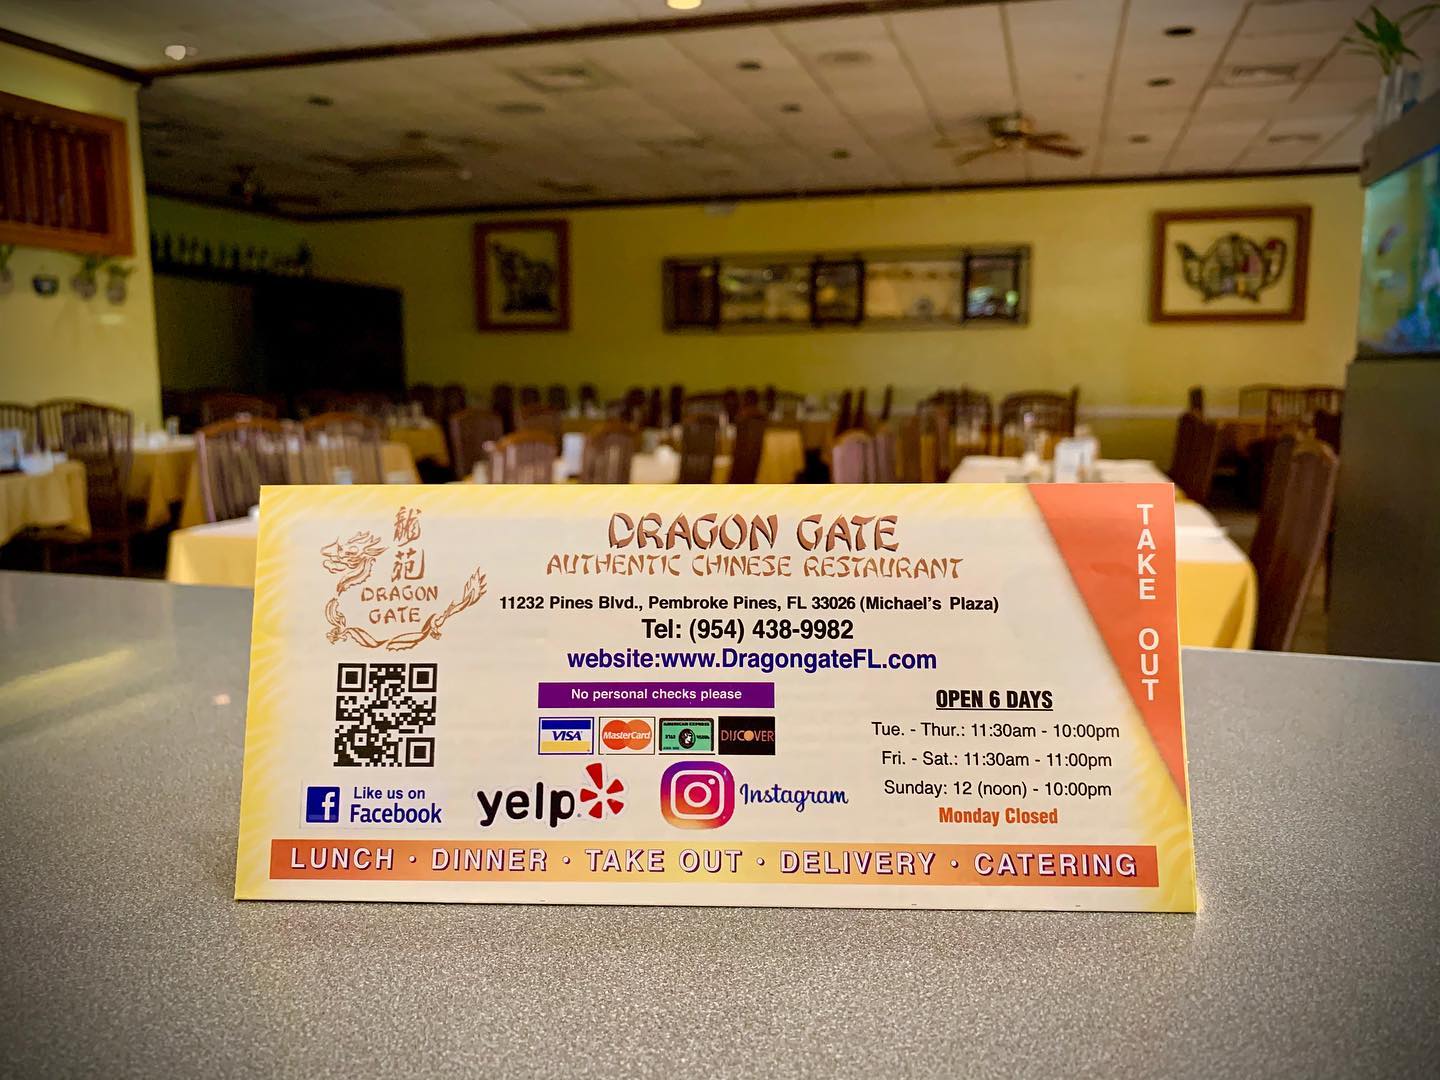 龍
苑
DRAGON
GATE
DRAGON GATE
AUTHENTIC CHINESE RESTAURANT
11232 Pines Blvd., Pembroke Pines, FL 33026 (Michael's Plaza)
Tel: (954) 438-9982
website:www.DragongateFL.com
TAKE OUT
No personal checks please
VISA
MasterCard
AMERICAN EXPRESS
DISCOVER
OPEN 6 DAYS
Tue. - Thur.: 11:30am - 10:00pm
Fri. - Sat.: 11:30am - 11:00pm
Sunday: 12 (noon) - 10:00pm
Monday Closed
Like us on
Facebook
yelp
Instagram
LUNCH · DINNER · TAKE OUT · DELIVERY · CATERING